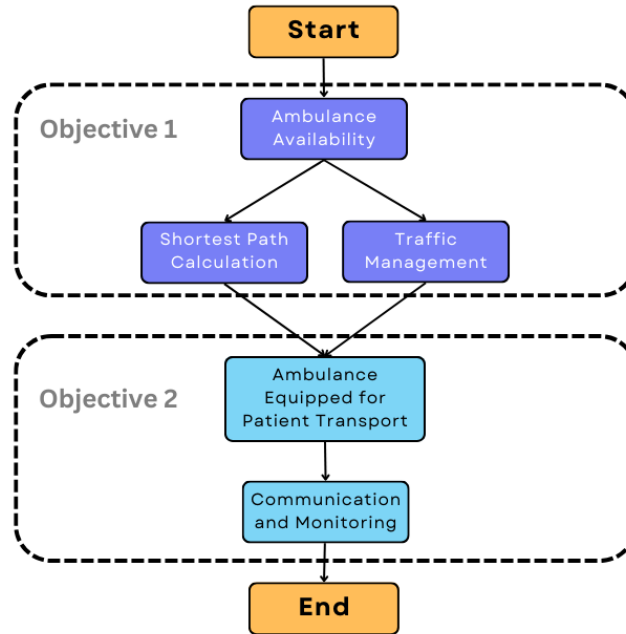 Start
Objective 1
Ambulance
Availability
Shortest Path
Calculation
Traffic
Management
Objective 2
Ambulance
Equipped for
Patient Transport
Communication
and Monitoring
End